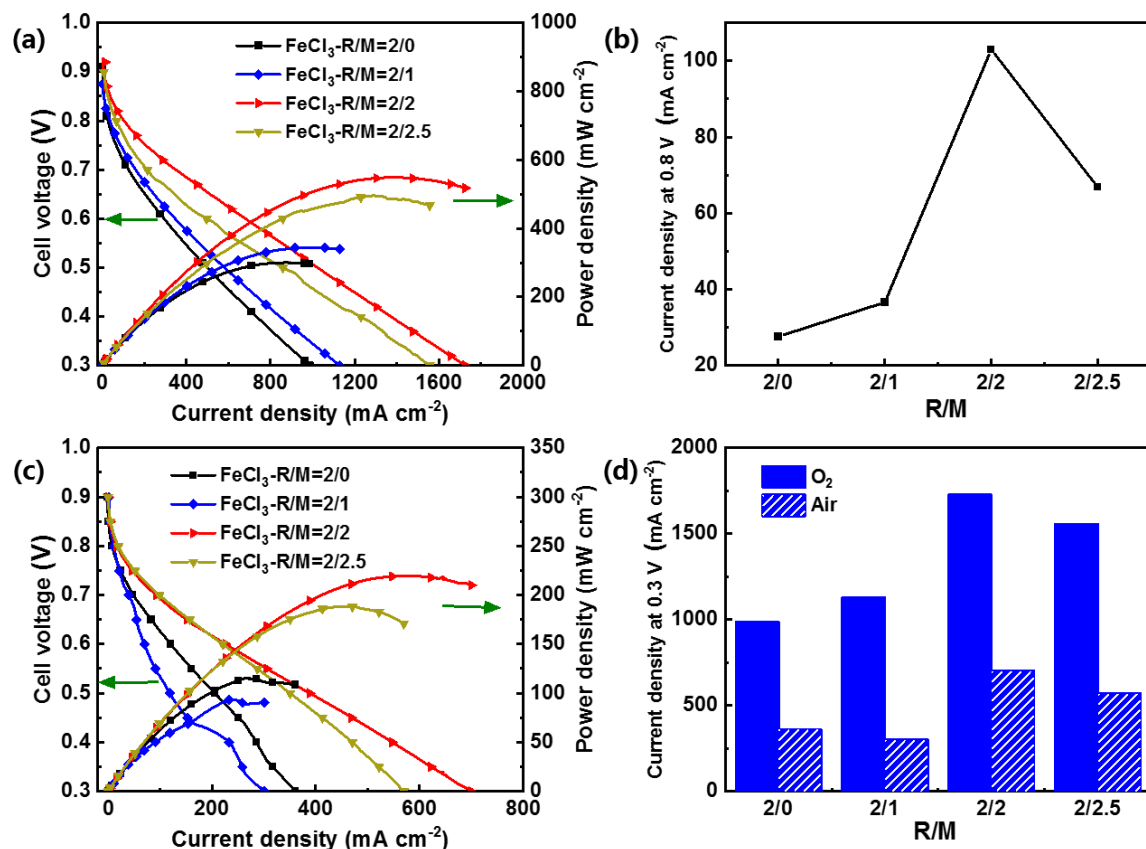 (a)
1.0
0.9
0.8
0.7
0.6
0.5
0.4
0.3
Cell voltage (V)
FeCl₃-R/M=2/0
FeCl₃-R/M=2/1
FeCl₃-R/M=2/2
FeCl₃-R/M=2/2.5
1000
800
600
400
200
0
Power density (mW cm⁻²)
0 400 800 1200 1600 2000
Current density (mA cm⁻²)
(b)
100
80
60
40
20
Current density at 0.8 V (mA cm⁻²)
2/0 2/1 2/2 2/2.5
R/M
(c)
1.0
0.9
0.8
0.7
0.6
0.5
0.4
0.3
Cell voltage (V)
FeCl₃-R/M=2/0
FeCl₃-R/M=2/1
FeCl₃-R/M=2/2
FeCl₃-R/M=2/2.5
350
300
250
200
150
100
50
0
Power density (mW cm⁻²)
0 200 400 600 800
Current density (mA cm⁻²)
(d)
2000
1500
1000
500
0
Current density at 0.3 V (mA cm⁻²)
O₂
Air
2/0 2/1 2/2 2/2.5
R/M